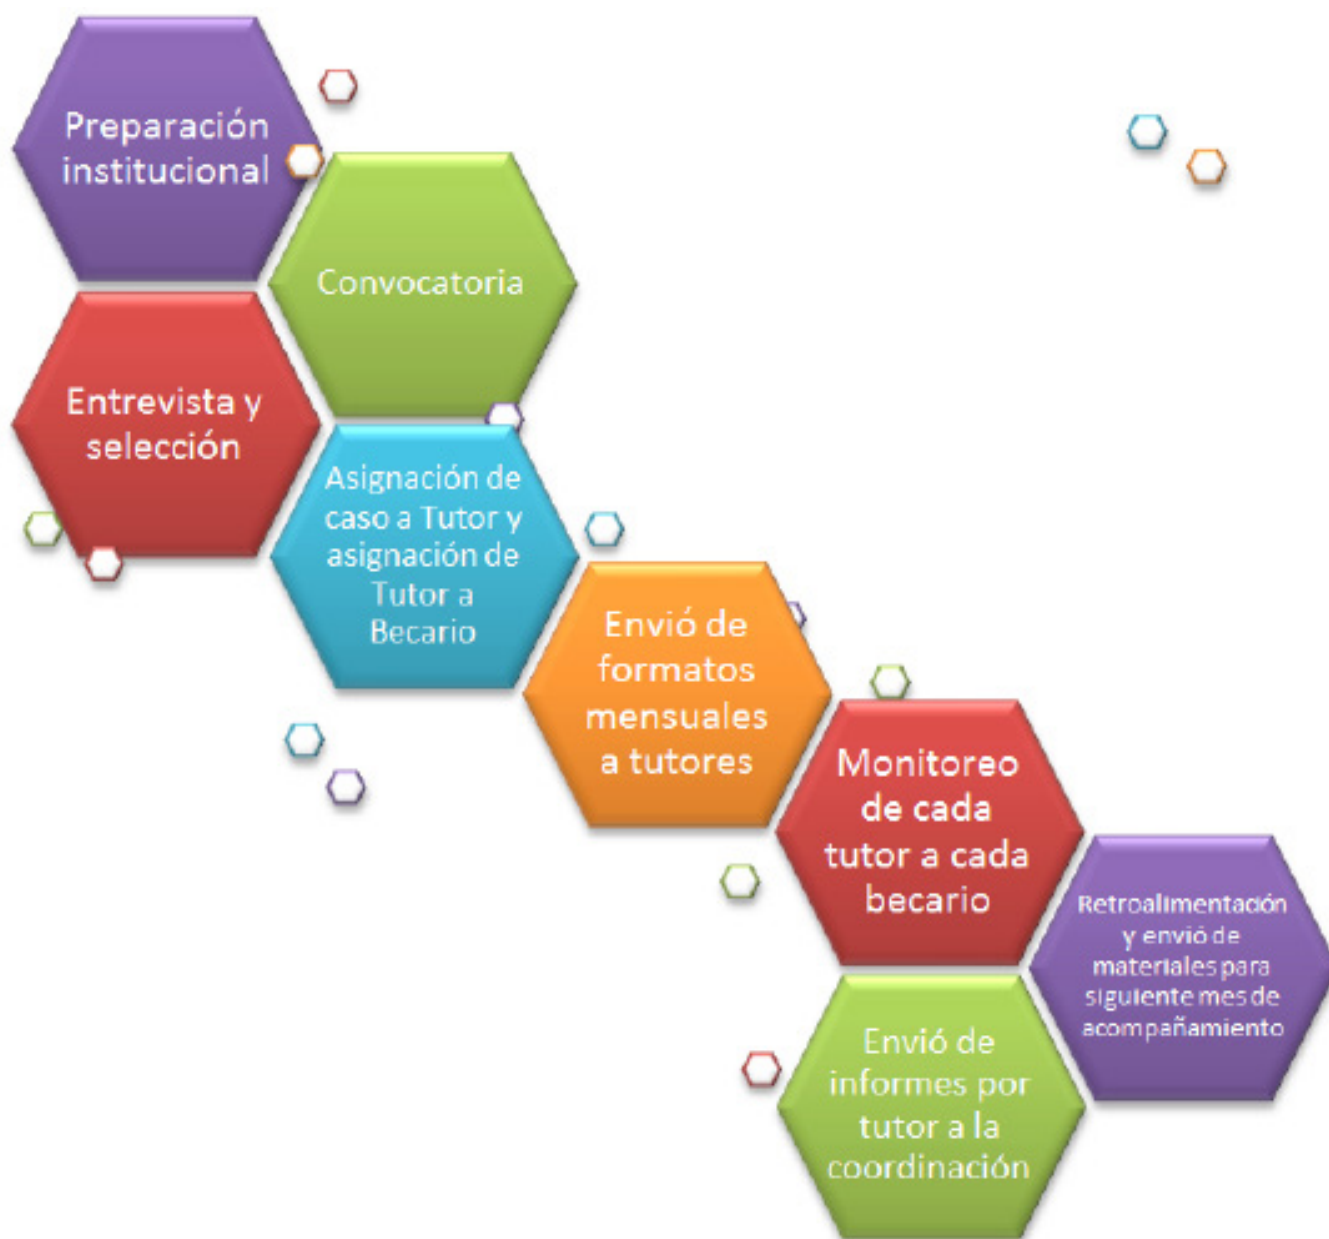 Preparación
institucional
Convocatoria
Entrevista y
selección
Asignación de
caso a Tutor y
asignación de
Tutor a
Becario
Envió de
formatos
mensuales
a tutores
Monitoreo
de cada
tutor a cada
becario
Retroalimentación
y envió de
materiales para
siguiente mes de
acompañamiento
Envió de
informes por
tutor a la
coordinación